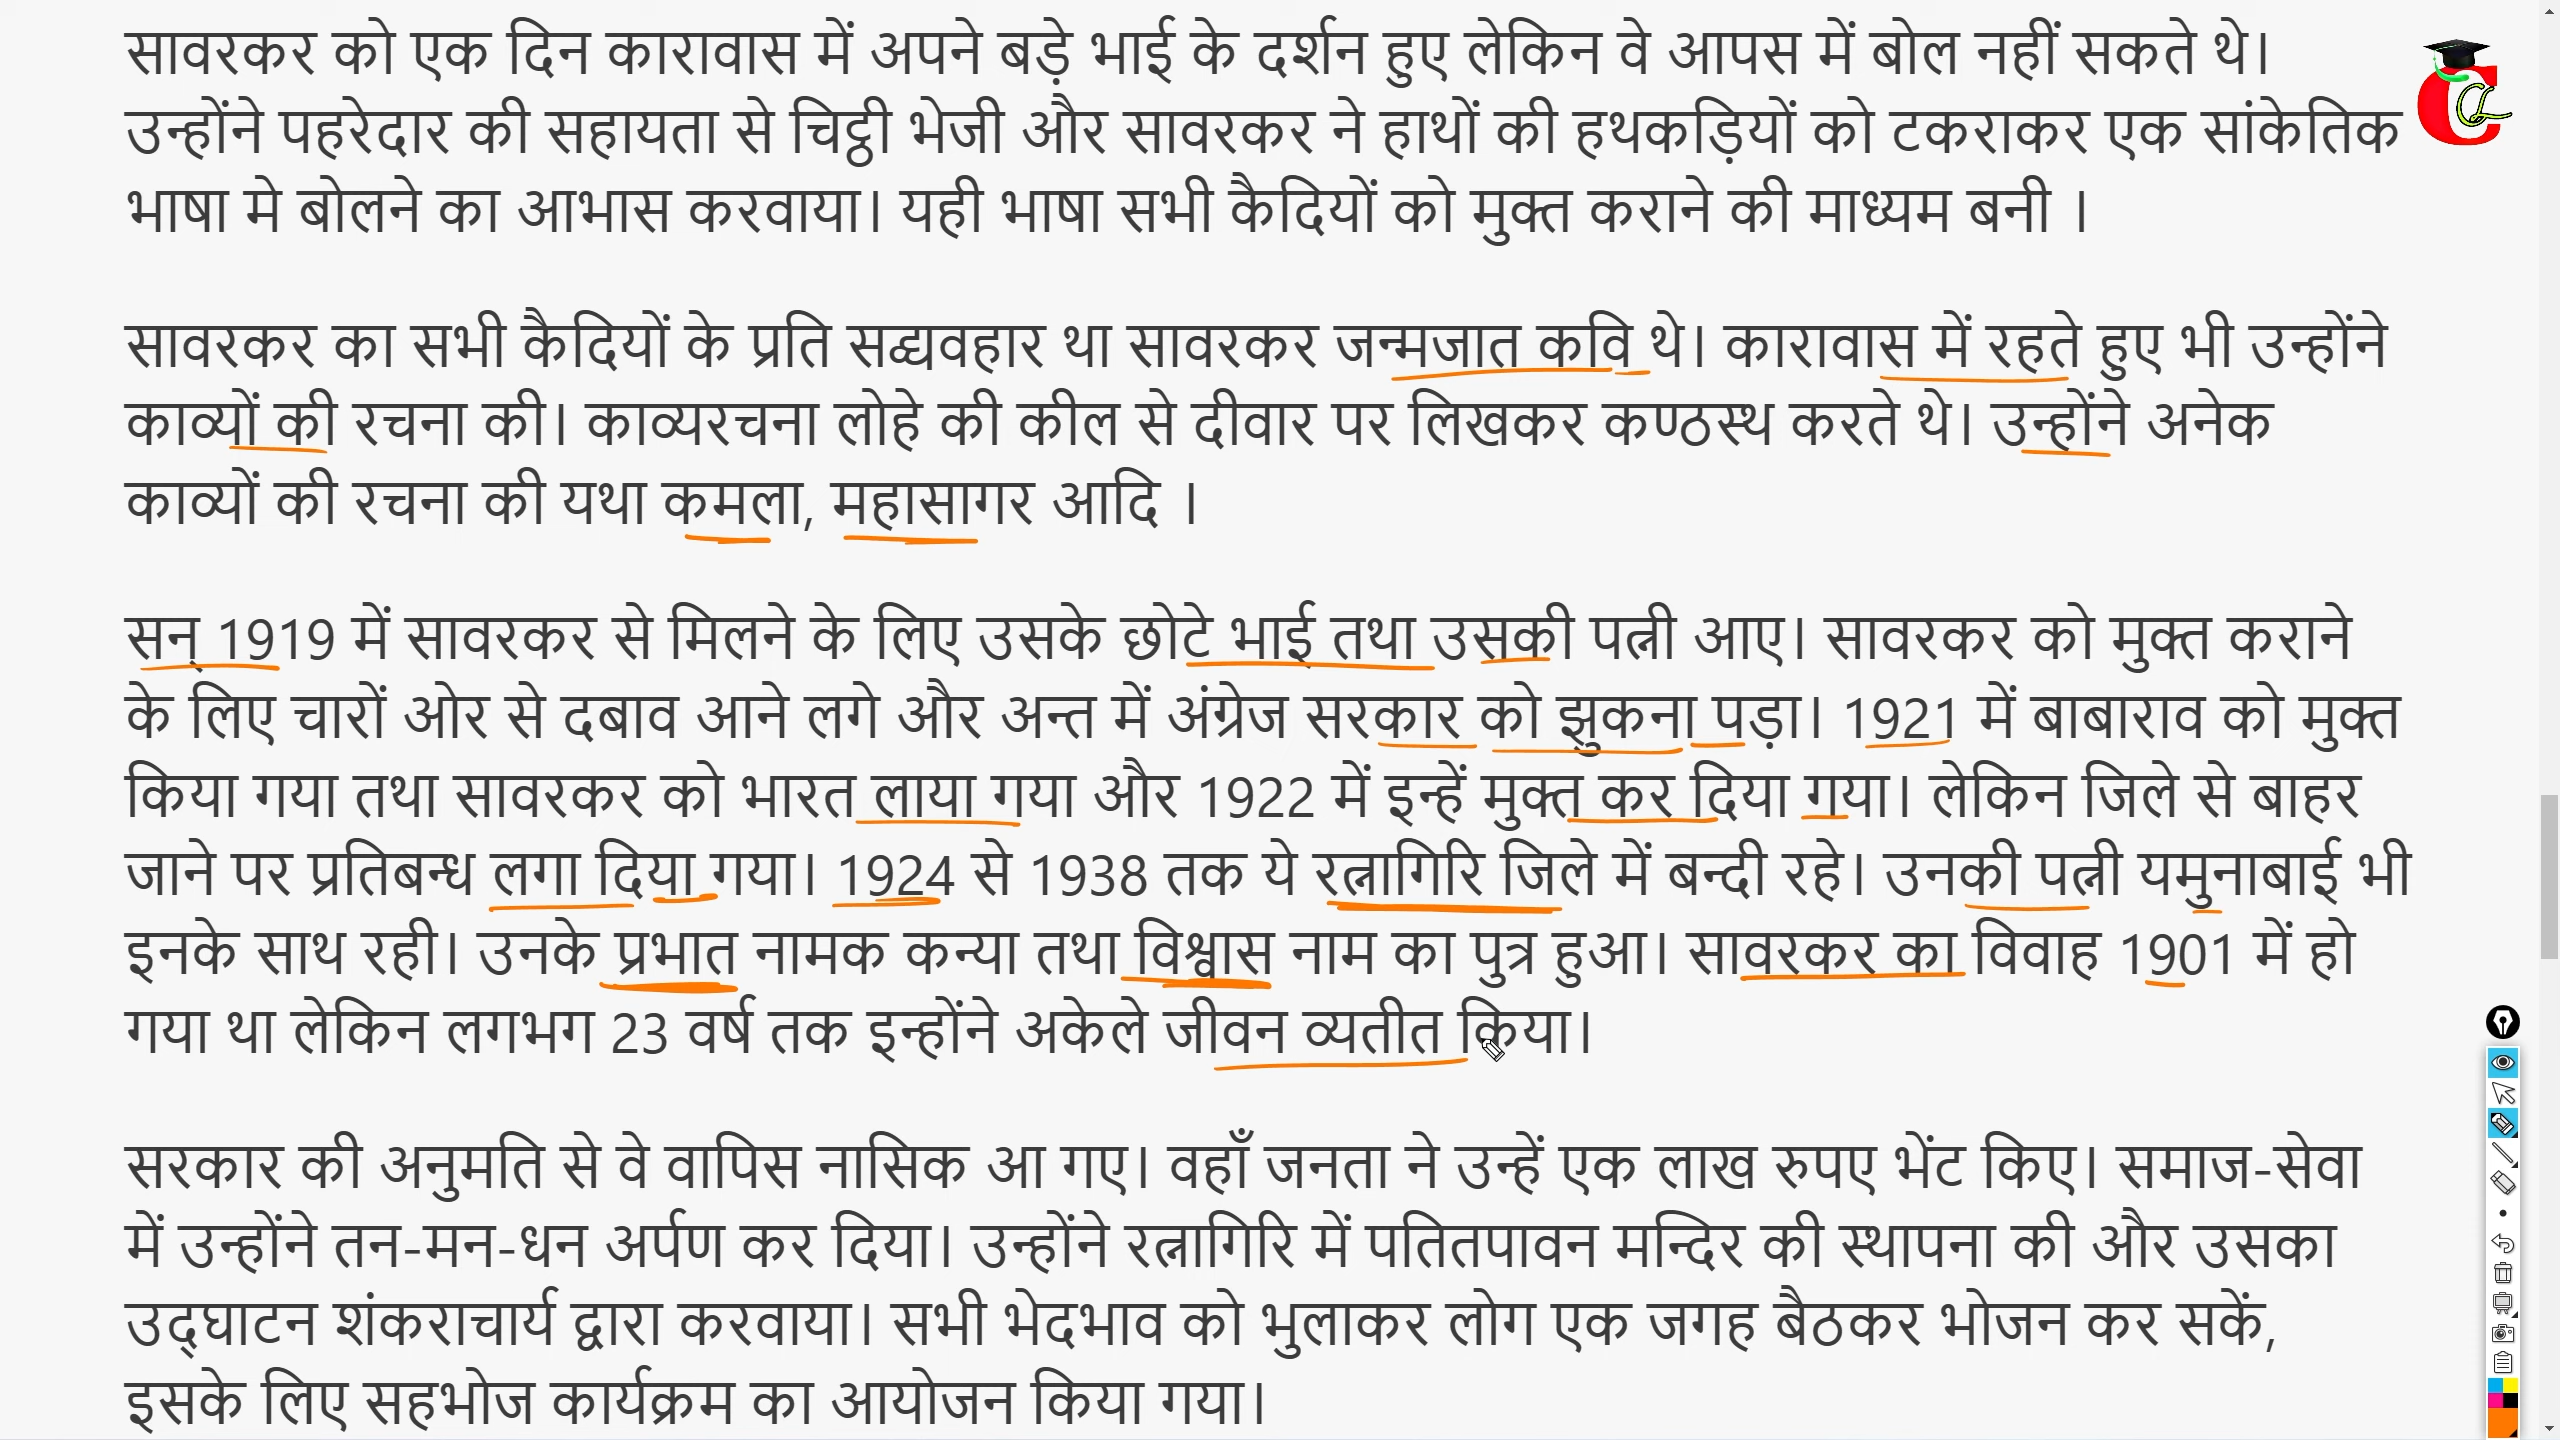 सावरकर को एक दिन कारावास में अपने बड़े भाई के दर्शन हुए लेकिन वे आपस में बोल नहीं सकते थे।
उन्होंने पहरेदार की सहायता से चिट्ठी भेजी और सावरकर ने हाथों की हथकड़ियों को टकराकर एक सांकेतिक
भाषा मे बोलने का आभास करवाया। यही भाषा सभी कैदियों को मुक्त कराने की माध्यम बनी ।
सावरकर का सभी कैदियों के प्रति सद्व्यवहार था सावरकर जन्मजात कवि थे। कारावास में रहते हुए भी उन्होंने
काव्यों की रचना की। काव्यरचना लोहे की कील से दीवार पर लिखकर कण्ठस्थ करते थे। उन्होंने अनेक
काव्यों की रचना की यथा कमला, महासागर आदि ।
सन् 1919 में सावरकर से मिलने के लिए उसके छोटे भाई तथा उसकी पत्नी आए। सावरकर को मुक्त कराने
के लिए चारों ओर से दबाव आने लगे और अन्त में अंग्रेज सरकार को झुकना पड़ा। 1921 में बाबाराव को मुक्त
किया गया तथा सावरकर को भारत लाया गया और 1922 में इन्हें मुक्त कर दिया गया। लेकिन जिले से बाहर
जाने पर प्रतिबन्ध लगा दिया गया। 1924 से 1938 तक ये रत्नागिरि जिले में बन्दी रहे। उनकी पत्नी यमुनाबाई भी
इनके साथ रही। उनके प्रभात नामक कन्या तथा विश्वास नाम का पुत्र हुआ। सावरकर का विवाह 1901 में हो
गया था लेकिन लगभग 23 वर्ष तक इन्होंने अकेले जीवन व्यतीत किया।
सरकार की अनुमति से वे वापिस नासिक आ गए। वहाँ जनता ने उन्हें एक लाख रुपए भेंट किए। समाज-सेवा
में उन्होंने तन-मन-धन अर्पण कर दिया। उन्होंने रत्नागिरि में पतितपावन मन्दिर की स्थापना की और उसका
उद्घाटन शंकराचार्य द्वारा करवाया। सभी भेदभाव को भुलाकर लोग एक जगह बैठकर भोजन कर सकें,
इसके लिए सहभोज कार्यक्रम का आयोजन किया गया।